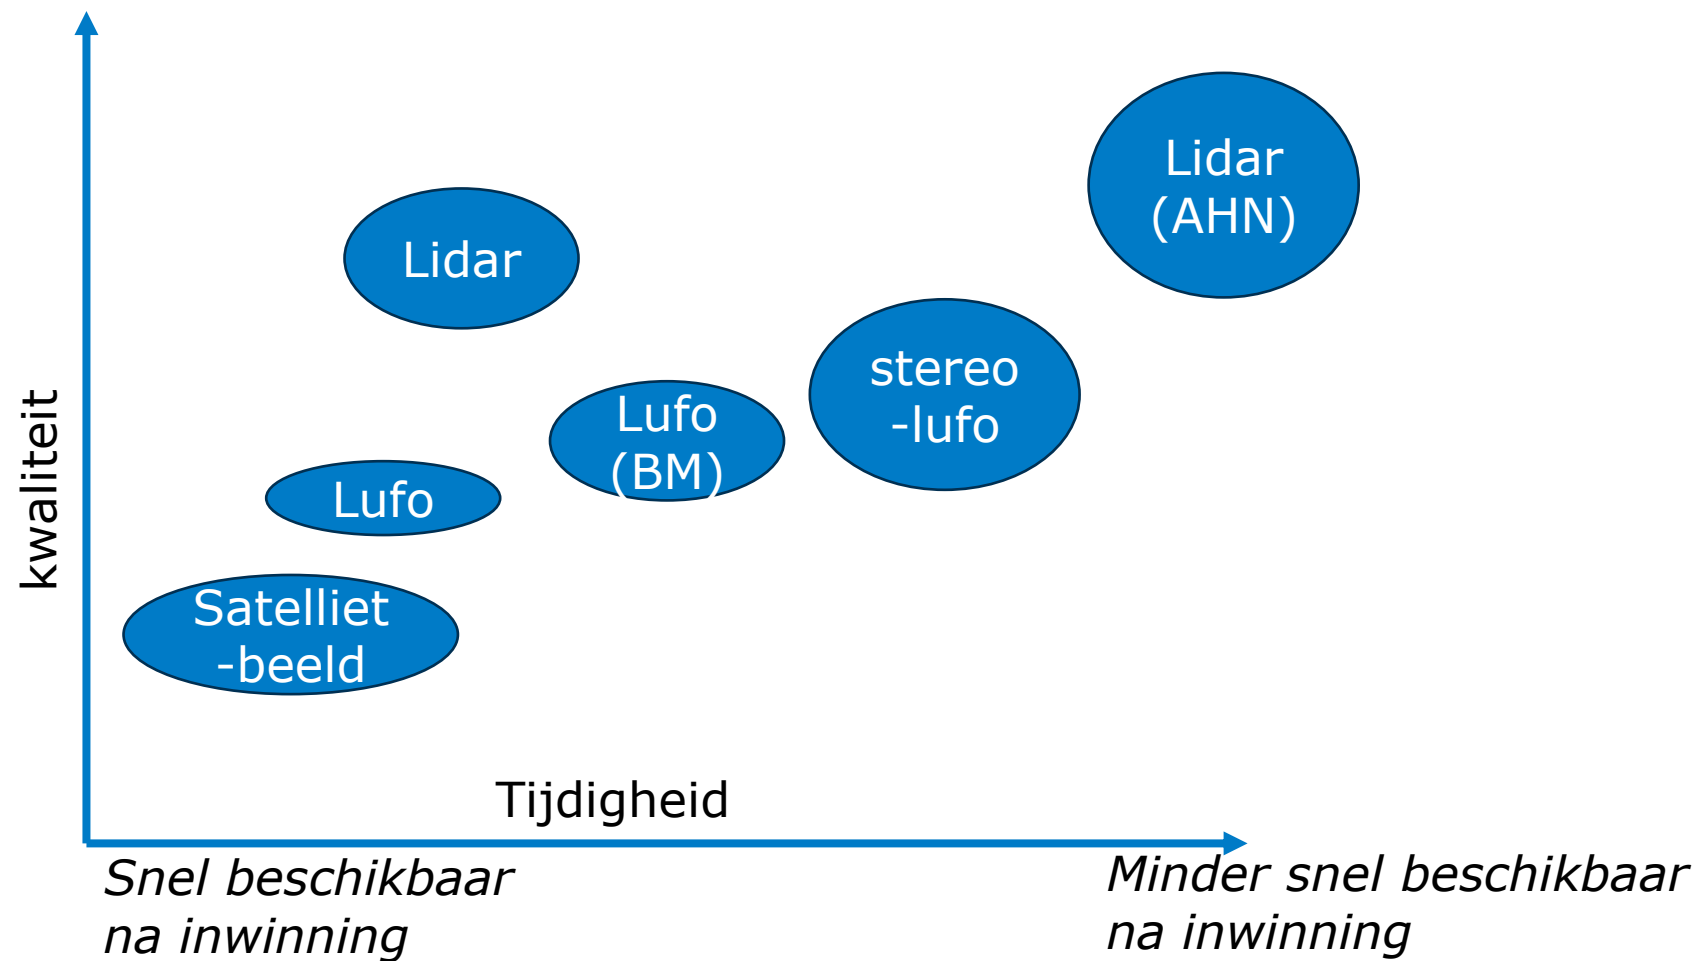 Lidar
(AHN)
Lidar
stereo
-lufo
Lufo
(BM)
Lufo
Satelliet
-beeld
kwaliteit
Tijdigheid
Snel beschikbaar
na inwinning
Minder snel beschikbaar
na inwinning